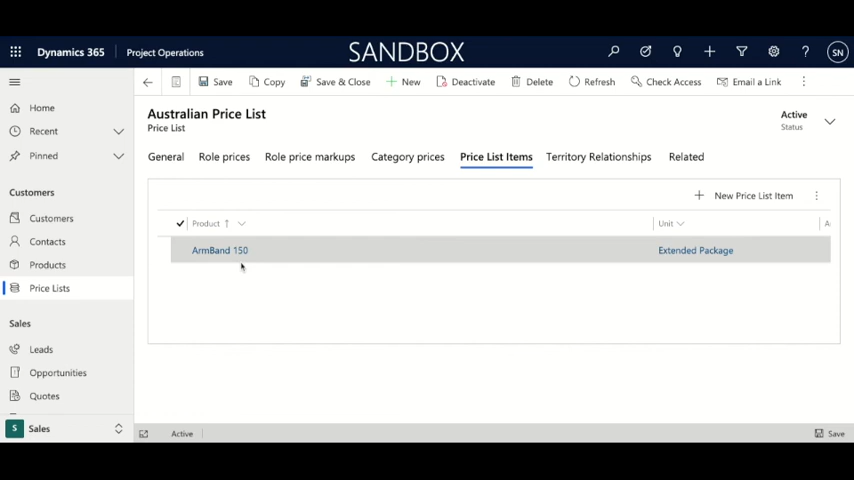 Dynamics 365 Project Operations SANDBOX SN
Save Copy Save & Close New Deactivate Delete Refresh Check Access Email a Link
Home
Recent
Pinned
Customers
Customers
Contacts
Products
Price Lists
Sales
Leads
Opportunities
Quotes
S Sales
Australian Price List
Price List
Active
Status
General Role prices Role price markups Category prices Price List Items Territory Relationships Related
New Price List Item
Product Unit
ArmBand 150 Extended Package
Active Save